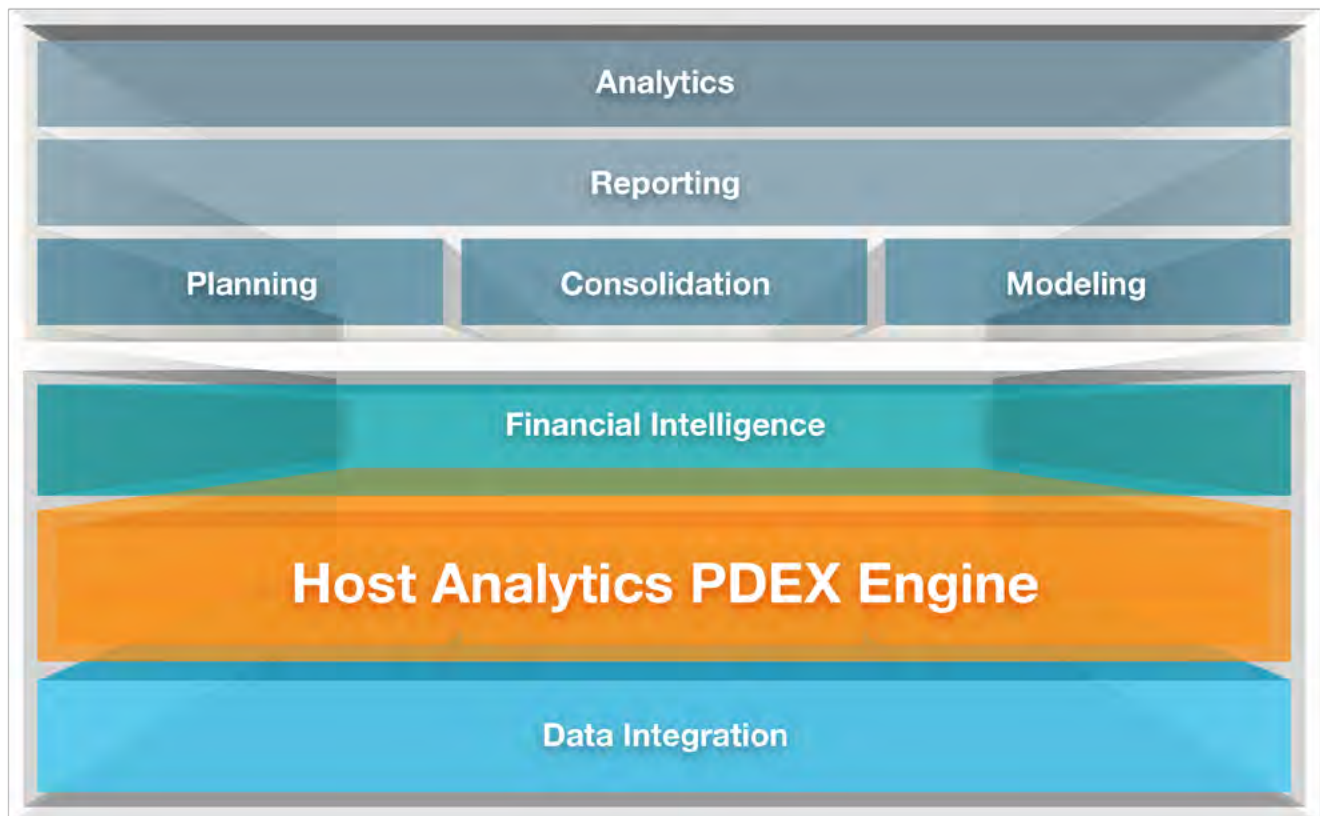 Analytics
Reporting
Planning
Consolidation
Modeling
Financial Intelligence
Host Analytics PDEX Engine
Data Integration